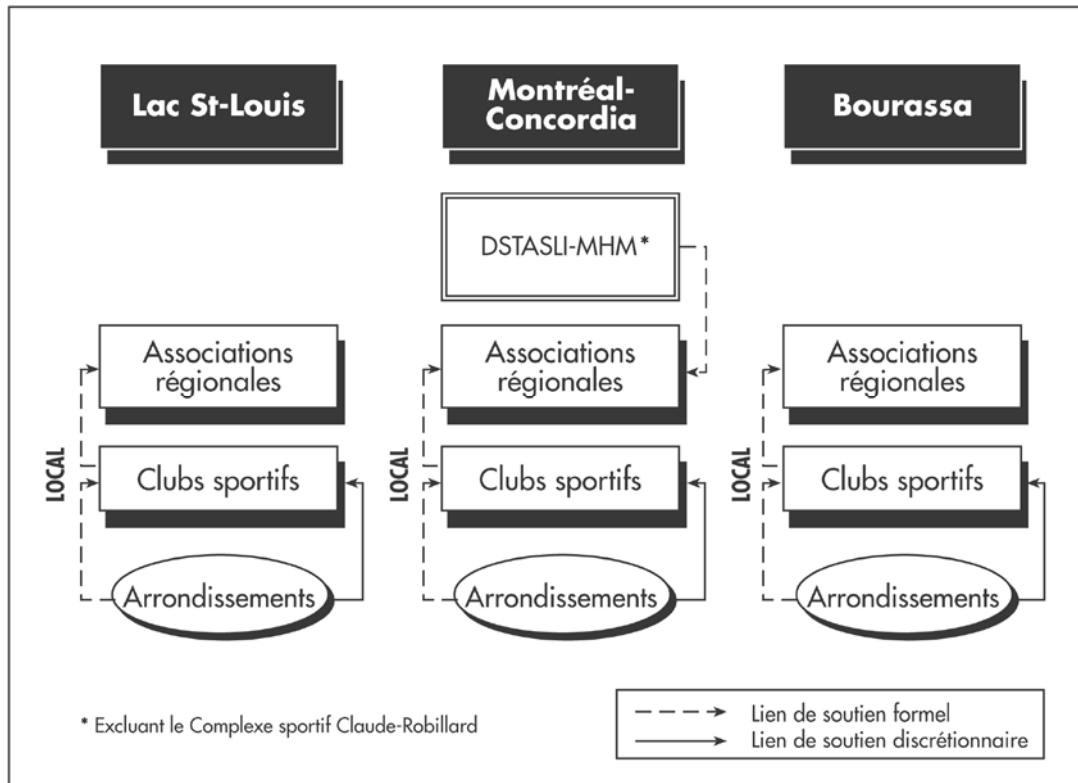 Lac St-Louis
Montréal-
Concordia
Bourassa
DSTASLI-MHM*
Associations
régionales
Associations
régionales
Associations
régionales
LOCAL
Clubs sportifs
LOCAL
Clubs sportifs
LOCAL
Clubs sportifs
Arrondissements
Arrondissements
Arrondissements
* Excluant le Complexe sportif Claude-Robillard
Lien de soutien formel
Lien de soutien discrétionnaire